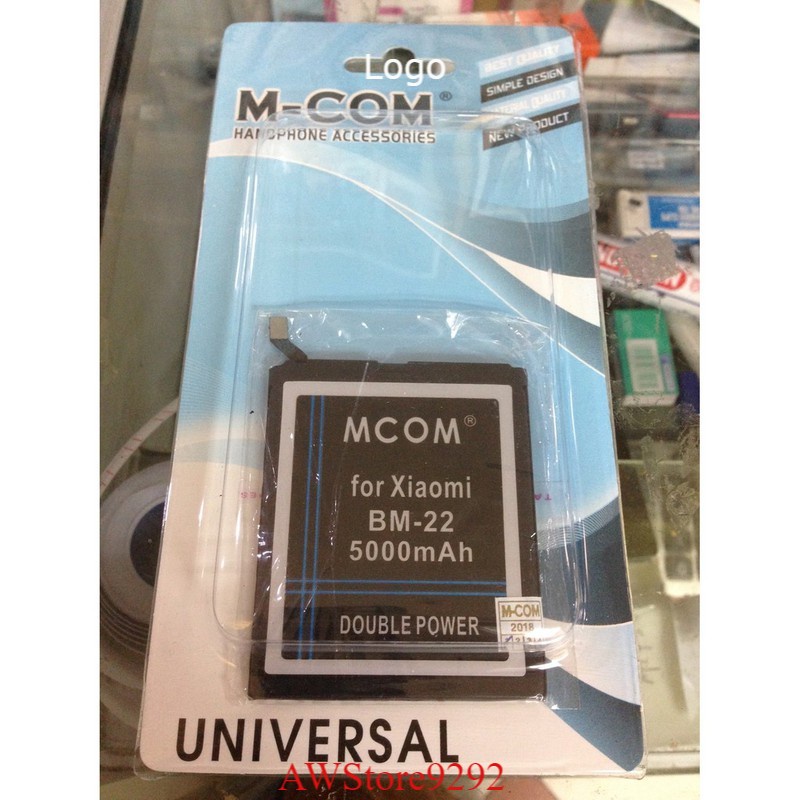 Logo
M-COM®
HANDPHONE ACCESSORIES
BEST QUALITY
SIMPLE DESIGN
NATURAL QUALITY
NEW PRODUCT
MCOM®
for Xiaomi
BM-22
5000mAh
DOUBLE POWER
M-COM
2018
UNIVERSAL
AWStore9292